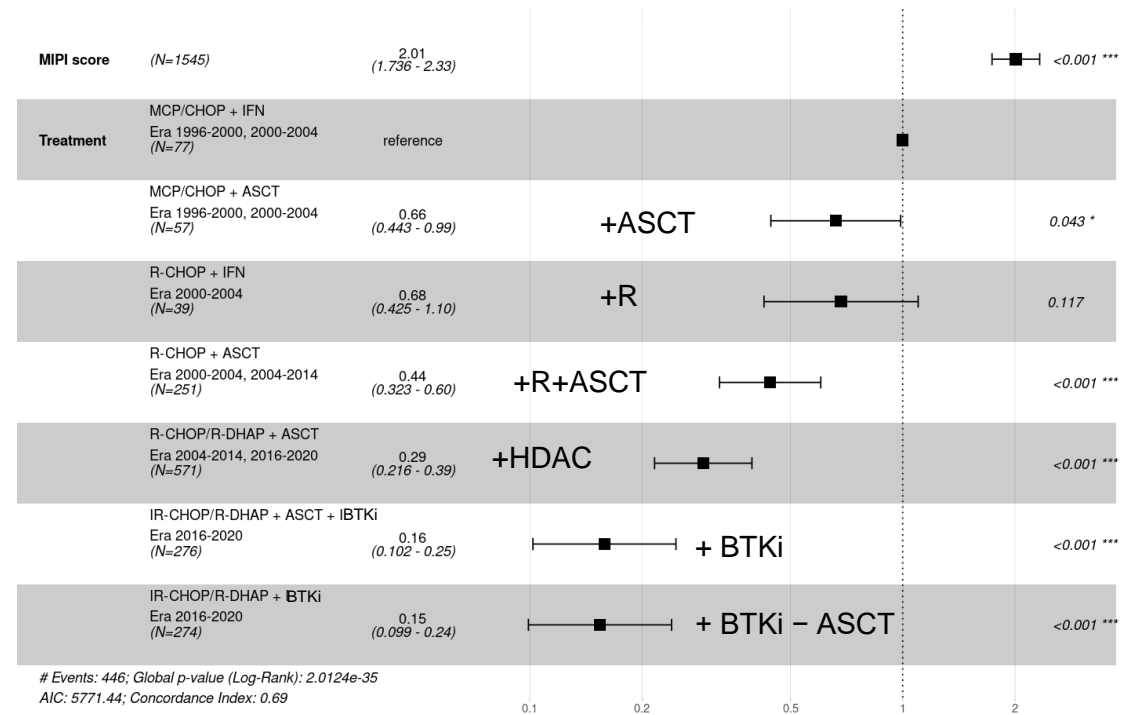 MIPI score (N=1545) 2.01 <0.001 ***
(1.736 - 2.33)
MCP/CHOP + IFN
Era 1996-2000, 2000-2004
Treatment (N=77) reference
MCP/CHOP + ASCT
Era 1996-2000, 2000-2004 0.66 +ASCT 0.043 *
(N=57) (0.443 - 0.99)
R-CHOP + IFN
Era 2000-2004 0.68 +R 0.117
(N=39) (0.425 - 1.10)
R-CHOP + ASCT
Era 2000-2004, 2004-2014 0.44 +R+ASCT <0.001 ***
(N=251) (0.323 - 0.60)
R-CHOP/R-DHAP + ASCT
Era 2004-2014, 2016-2020 0.29 +HDAC <0.001 ***
(N=571) (0.216 - 0.39)
IR-CHOP/R-DHAP + ASCT + IBTKi
Era 2016-2020 0.16 + BTKi <0.001 ***
(N=276) (0.102 - 0.25)
IR-CHOP/R-DHAP + BTKi
Era 2016-2020 0.15 + BTKi − ASCT <0.001 ***
(N=274) (0.099 - 0.24)
# Events: 446; Global p-value (Log-Rank): 2.0124e-35
AIC: 5771.44; Concordance Index: 0.69
0.1 0.2 0.5 1 2